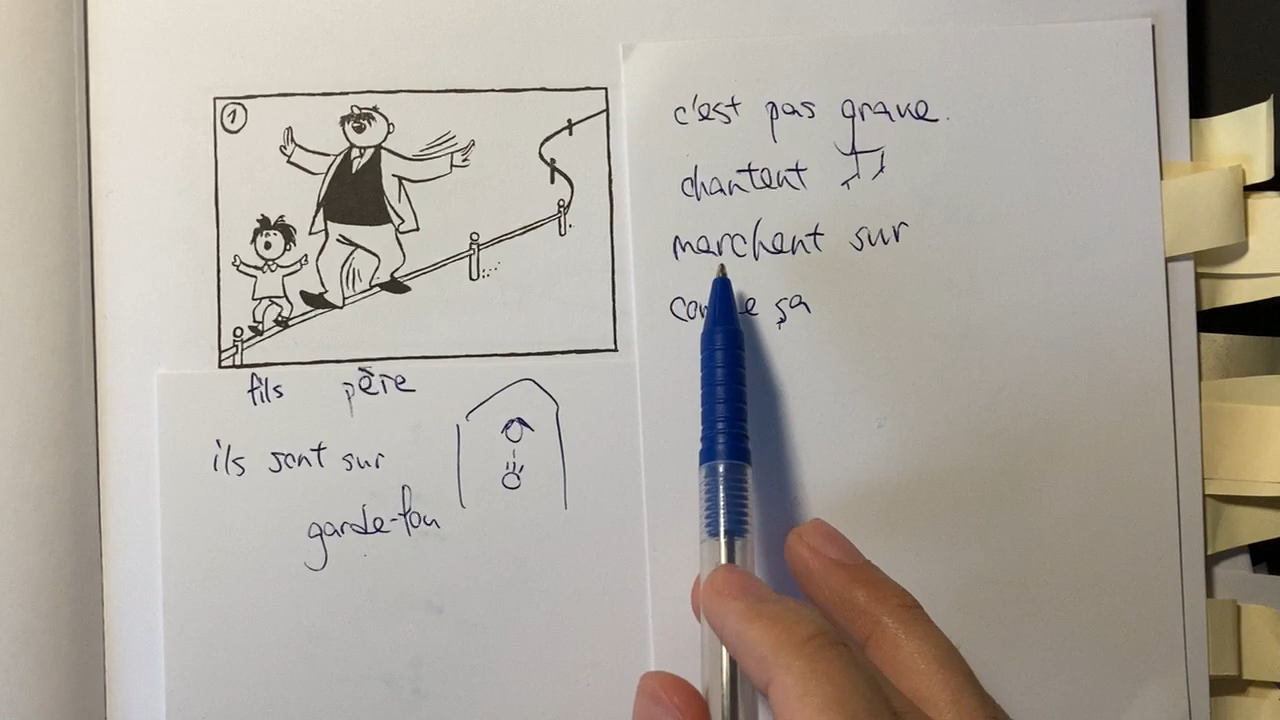 1
fils père
ils sont sur
garde-fou
c'est pas grave.
chantent
marchent sur
ça